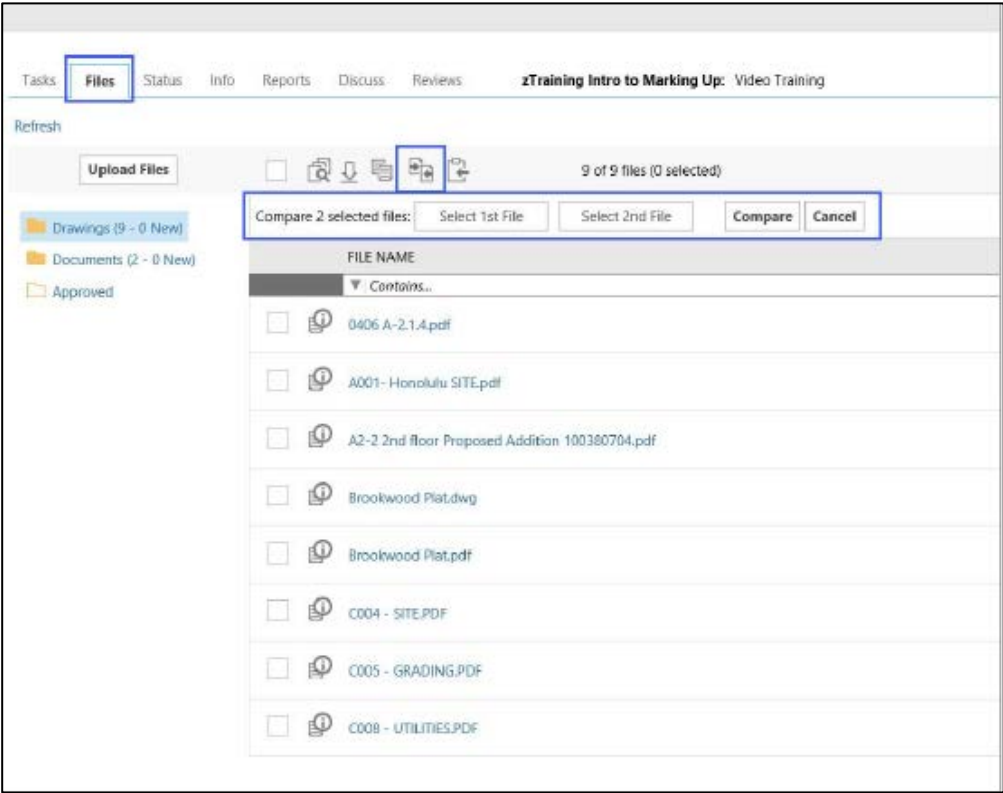 Tasks Files Status Info Reports Discuss Reviews zTraining Intro to Marking Up: Video Training
Refresh
Upload Files 9 of 9 files (0 selected)
Compare 2 selected files: Select 1st File Select 2nd File Compare Cancel
Drawings (9 - 0 New)
Documents (2 - 0 New)
Approved
FILE NAME
Contains...
0406 A-2.1.4.pdf
A001- Honolulu SITE.pdf
A2-2 2nd floor Proposed Addition 100380704.pdf
Brookwood Plat.dwg
Brookwood Plat.pdf
C004 - SITE.PDF
C005 - GRADING.PDF
C008 - UTILITIES.PDF